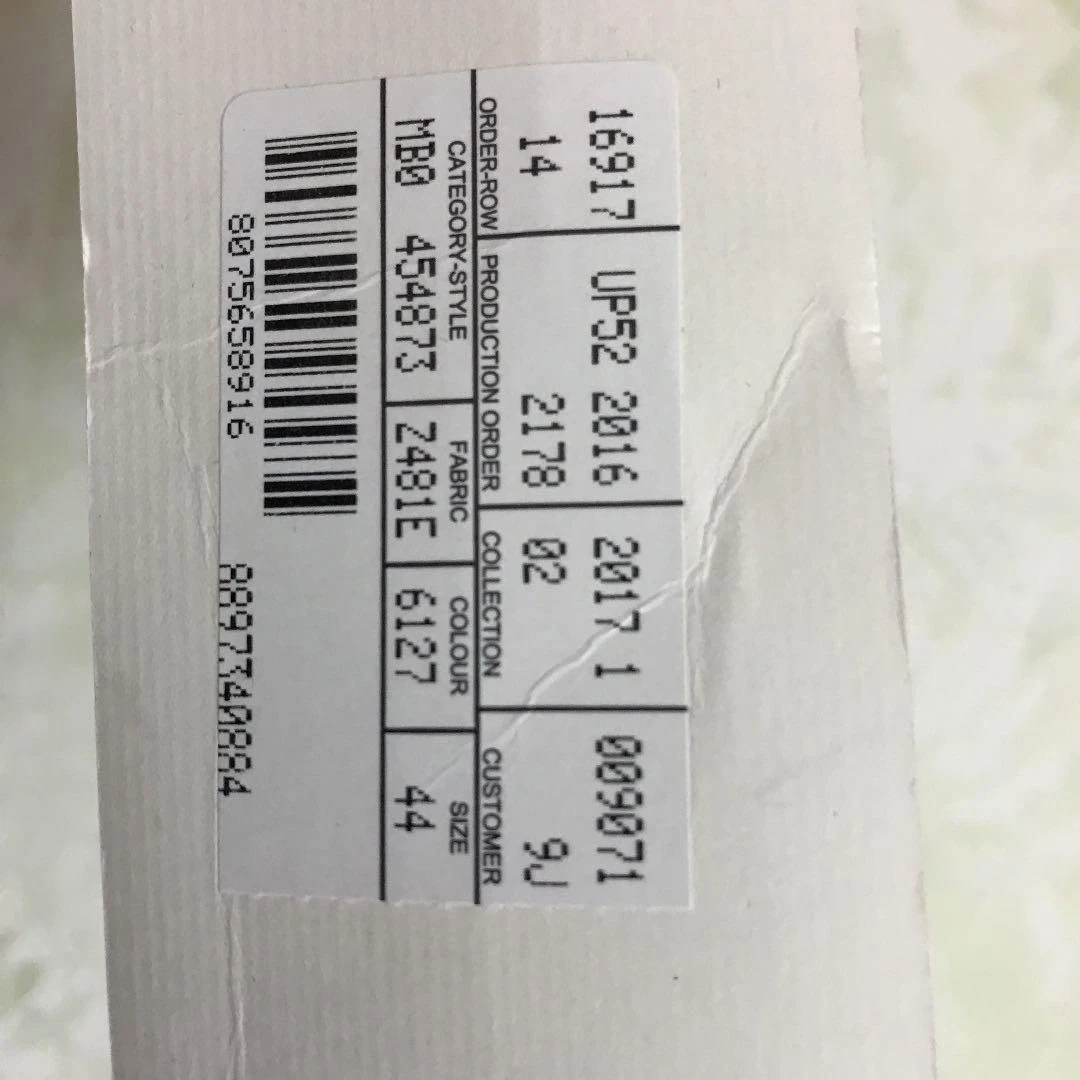 16917 UP52 2016 2017 1 009071
14 2178 02 9J
ORDER-ROW PRODUCTION ORDER COLLECTION CUSTOMER
CATEGORY-STYLE FABRIC COLOUR SIZE
MB0 454873 Z481E 6127 44
8075658916 8897340884